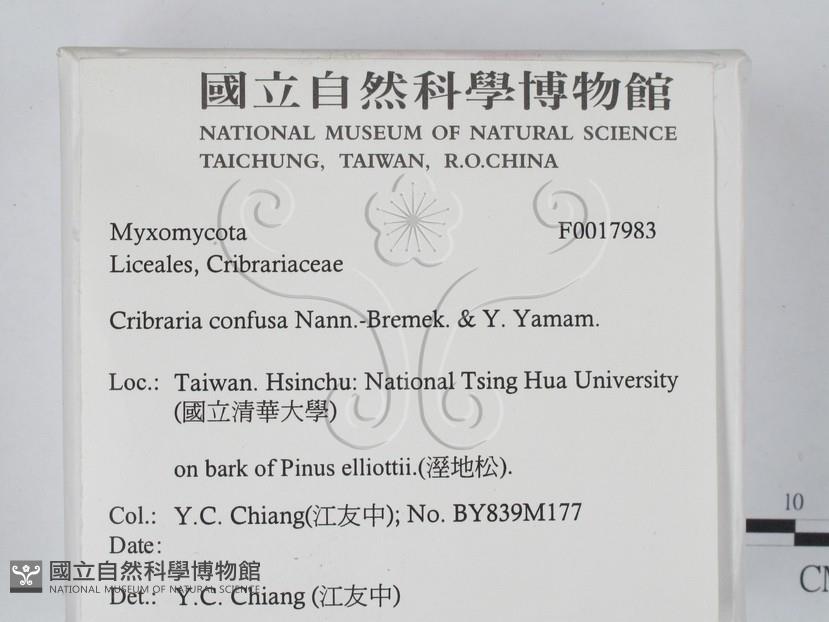 國立自然科學博物館
NATIONAL MUSEUM OF NATURAL SCIENCE
TAICHUNG, TAIWAN, R.O.CHINA
Myxomycota F0017983
Liceales, Cribrariaceae
Cribraria confusa Nann.-Bremek. & Y. Yamam.
Loc.: Taiwan. Hsinchu: National Tsing Hua University
(國立清華大學)
on bark of Pinus elliottii.(溼地松).
Col.: Y.C. Chiang(江友中); No. BY839M177
Date:
Det.: Y.C. Chiang (江友中)
10
國立自然科學博物館
NATIONAL MUSEUM OF NATURAL SCIENCE